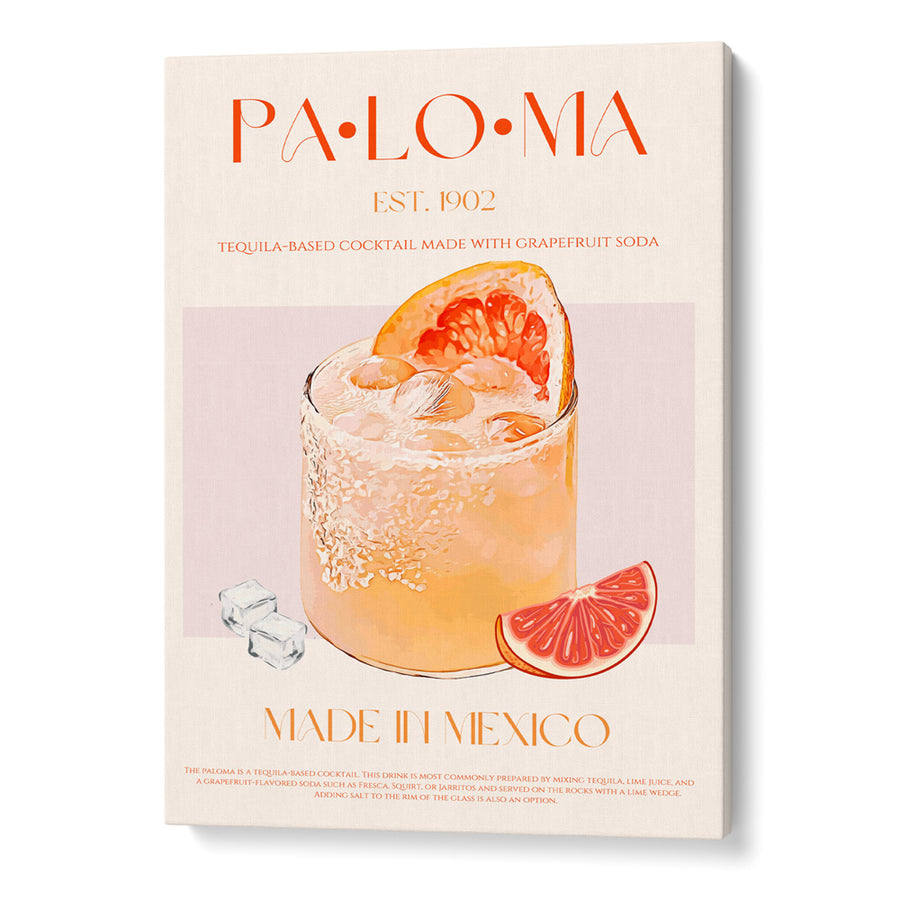 PA•LO•MA
EST. 1902
TEQUILA-BASED COCKTAIL MADE WITH GRAPEFRUIT SODA
MADE IN MEXICO
THE PALOMA IS A TEQUILA-BASED COCKTAIL. THIS DRINK IS MOST COMMONLY PREPARED BY MIXING TEQUILA, LIME JUICE, AND
A GRAPEFRUIT-FLAVORED SODA SUCH AS FRESCA, SQUIRT, OR JARRITOS AND SERVED ON THE ROCKS WITH A LIME WEDGE.
ADDING SALT TO THE RIM OF THE GLASS IS ALSO AN OPTION.